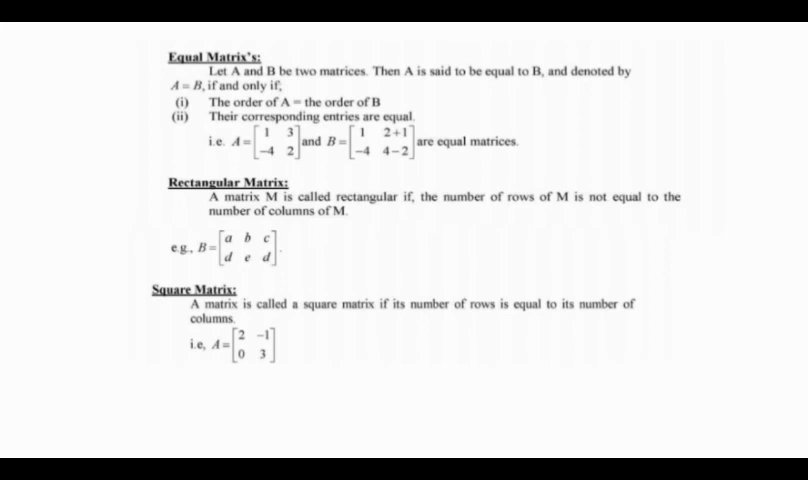 Equal Matrix's:
Let A and B be two matrices. Then A is said to be equal to B, and denoted by
A = B, if and only if;
(i) The order of A = the order of B
(ii) Their corresponding entries are equal.
i.e. A = [1 3; -4 2] and B = [1 2+1; -4 4-2] are equal matrices.
Rectangular Matrix:
A matrix M is called rectangular if, the number of rows of M is not equal to the
number of columns of M.
e.g., B = [a b c; d e d].
Square Matrix:
A matrix is called a square matrix if its number of rows is equal to its number of
columns.
i.e, A = [2 -1; 0 3]